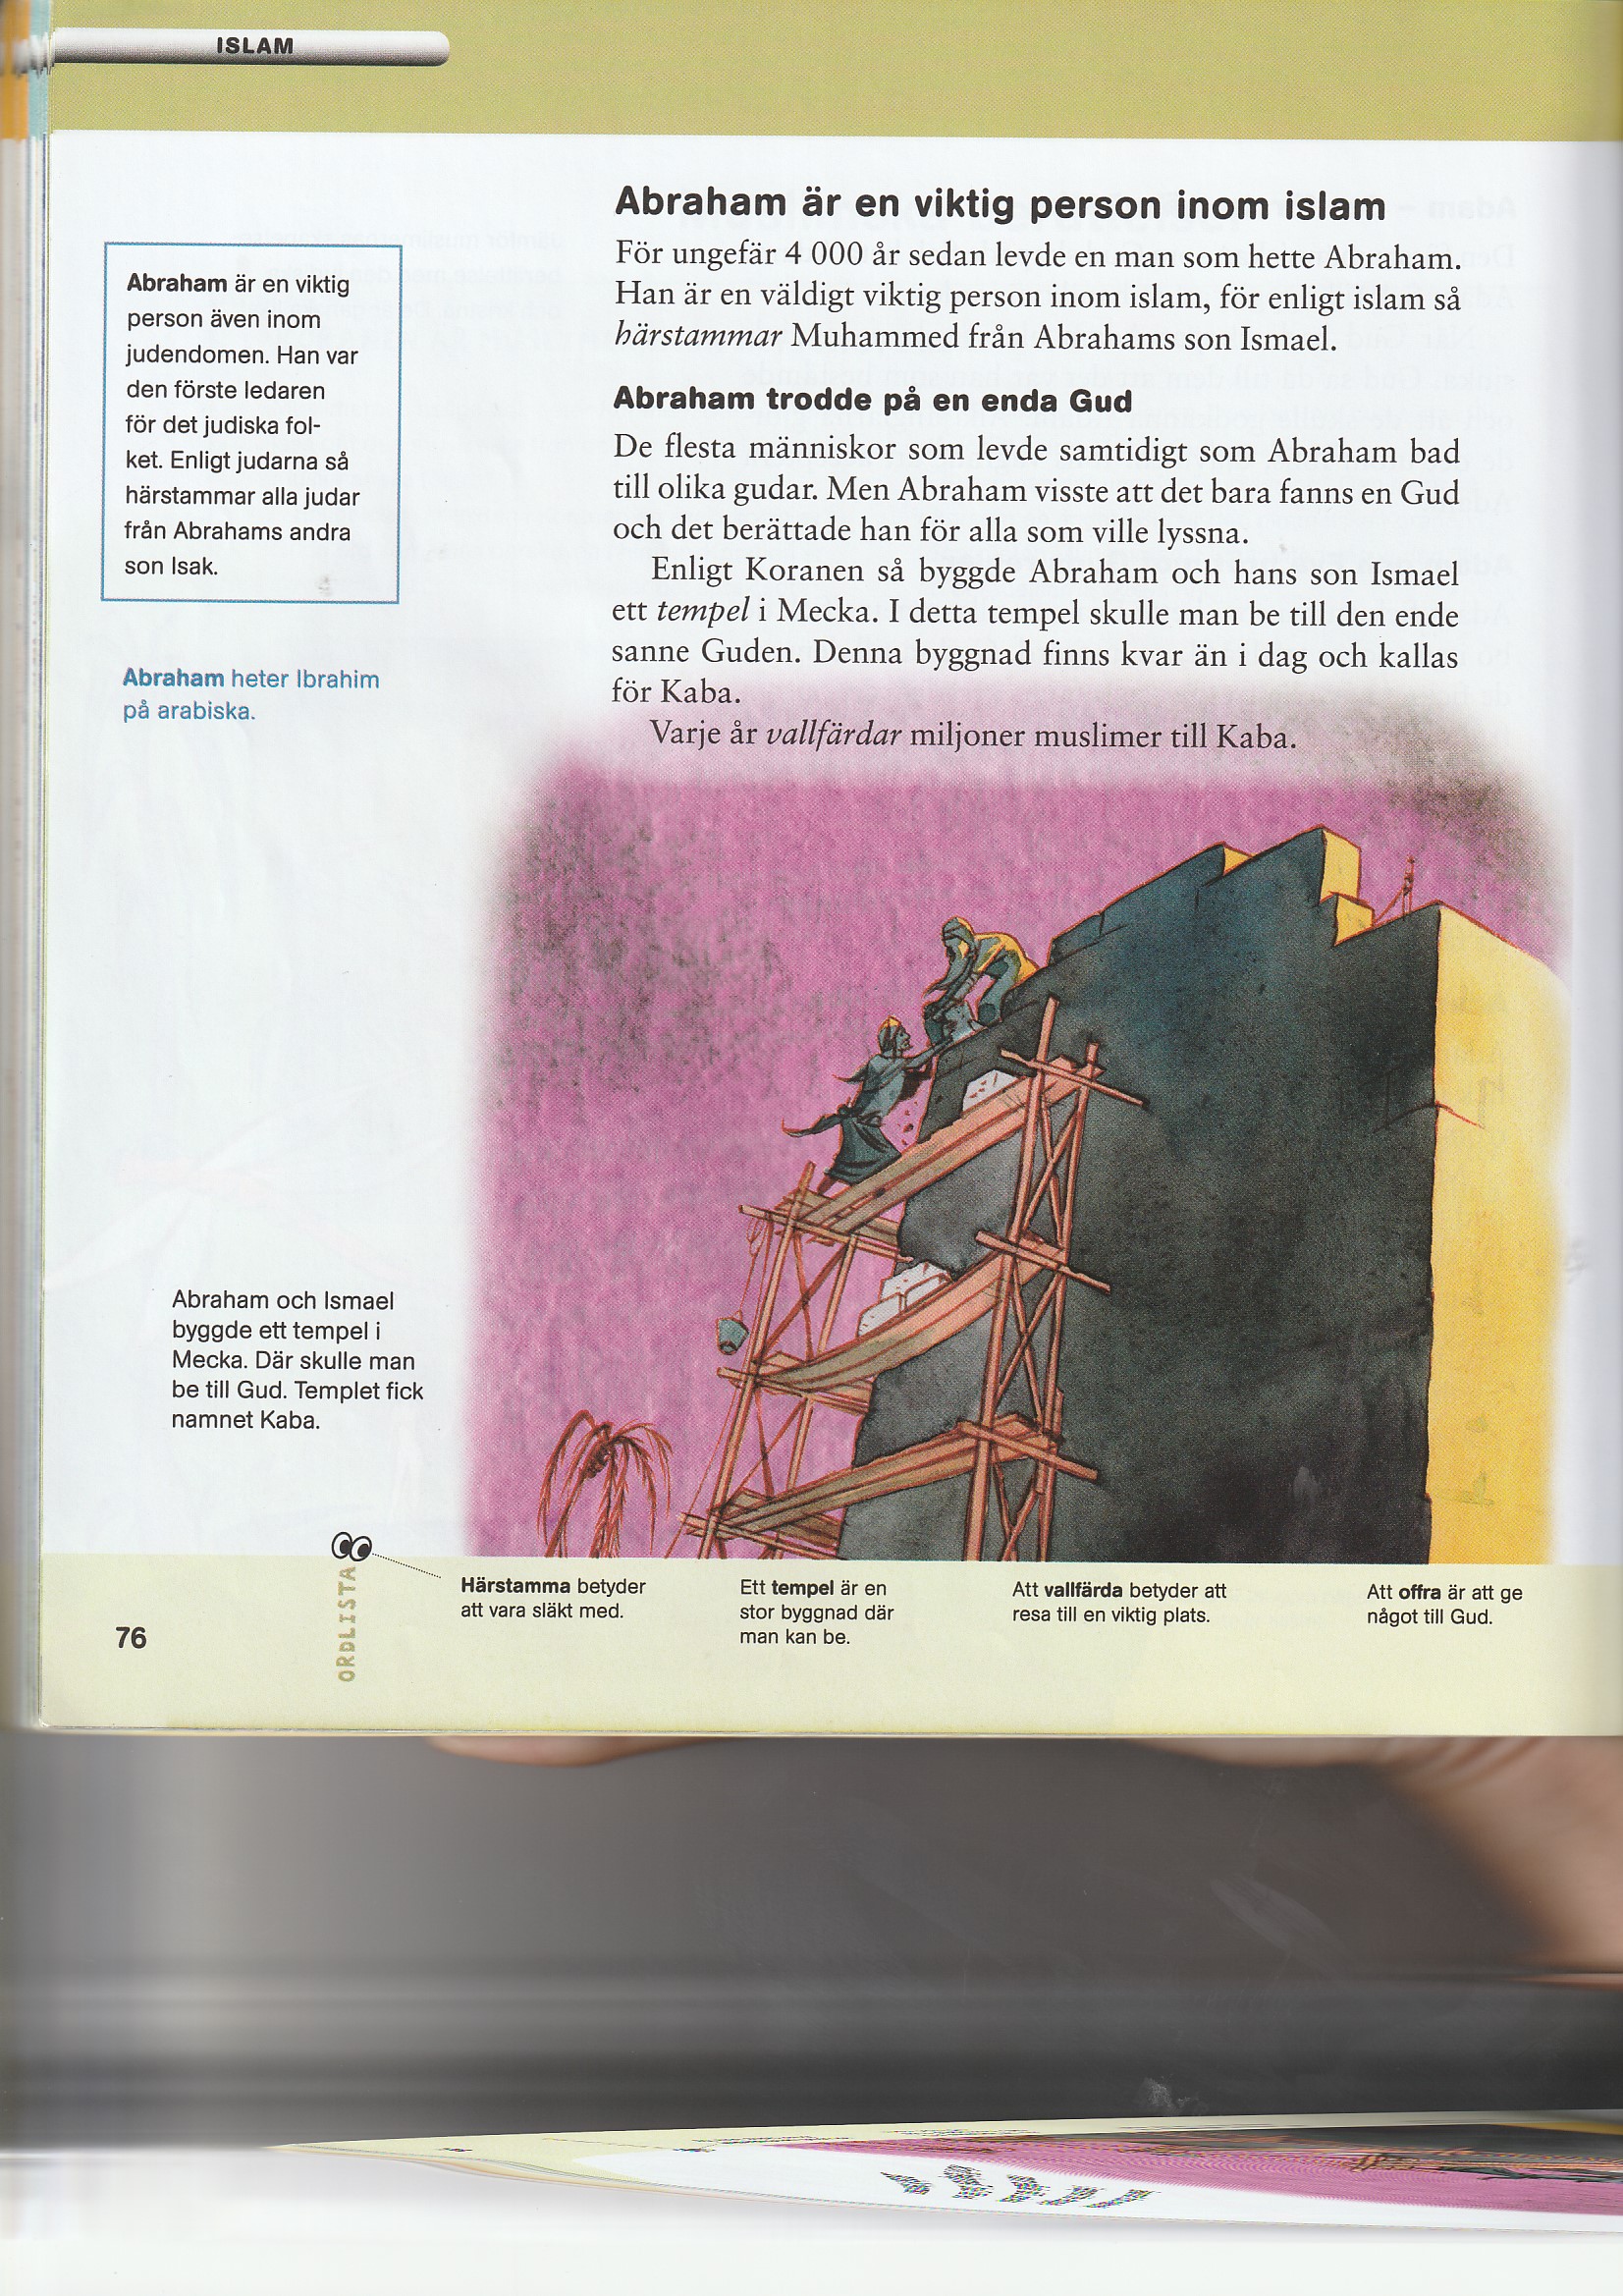 ISLAM
Abraham är en viktig person inom islam
För ungefär 4 000 år sedan levde en man som hette Abraham.
Han är en väldigt viktig person inom islam, för enligt islam så
härstammar Muhammed från Abrahams son Ismael.
Abraham trodde på en enda Gud
De flesta människor som levde samtidigt som Abraham bad
till olika gudar. Men Abraham visste att det bara fanns en Gud
och det berättade han för alla som ville lyssna.
Enligt Koranen så byggde Abraham och hans son Ismael
ett tempel i Mecka. I detta tempel skulle man be till den ende
sanne Guden. Denna byggnad finns kvar än i dag och kallas
för Kaba.
Varje år vallfärdar miljoner muslimer till Kaba.
Abraham är en viktig
person även inom
judendomen. Han var
den förste ledaren
för det judiska fol-
ket. Enligt judarna så
härstammar alla judar
från Abrahams andra
son Isak.
Abraham heter Ibrahim
på arabiska.
Abraham och Ismael
byggde ett tempel i
Mecka. Där skulle man
be till Gud. Templet fick
namnet Kaba.
ORDLISTA
Härstamma betyder
att vara släkt med.
Ett tempel är en
stor byggnad där
man kan be.
Att vallfärda betyder att
resa till en viktig plats.
Att offra är att ge
något till Gud.
76